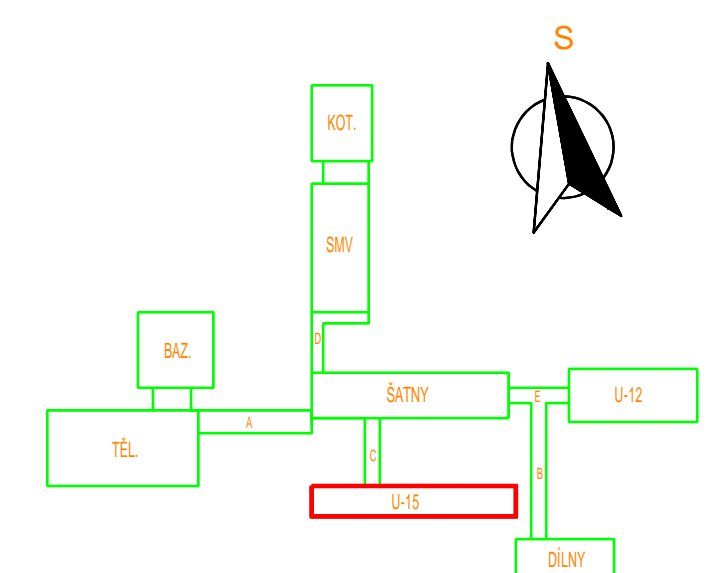 S
KOT.
SMV
D
BAZ.
ŠATNY
E
U-12
A
TĚL.
C
B
U-15
DÍLNY